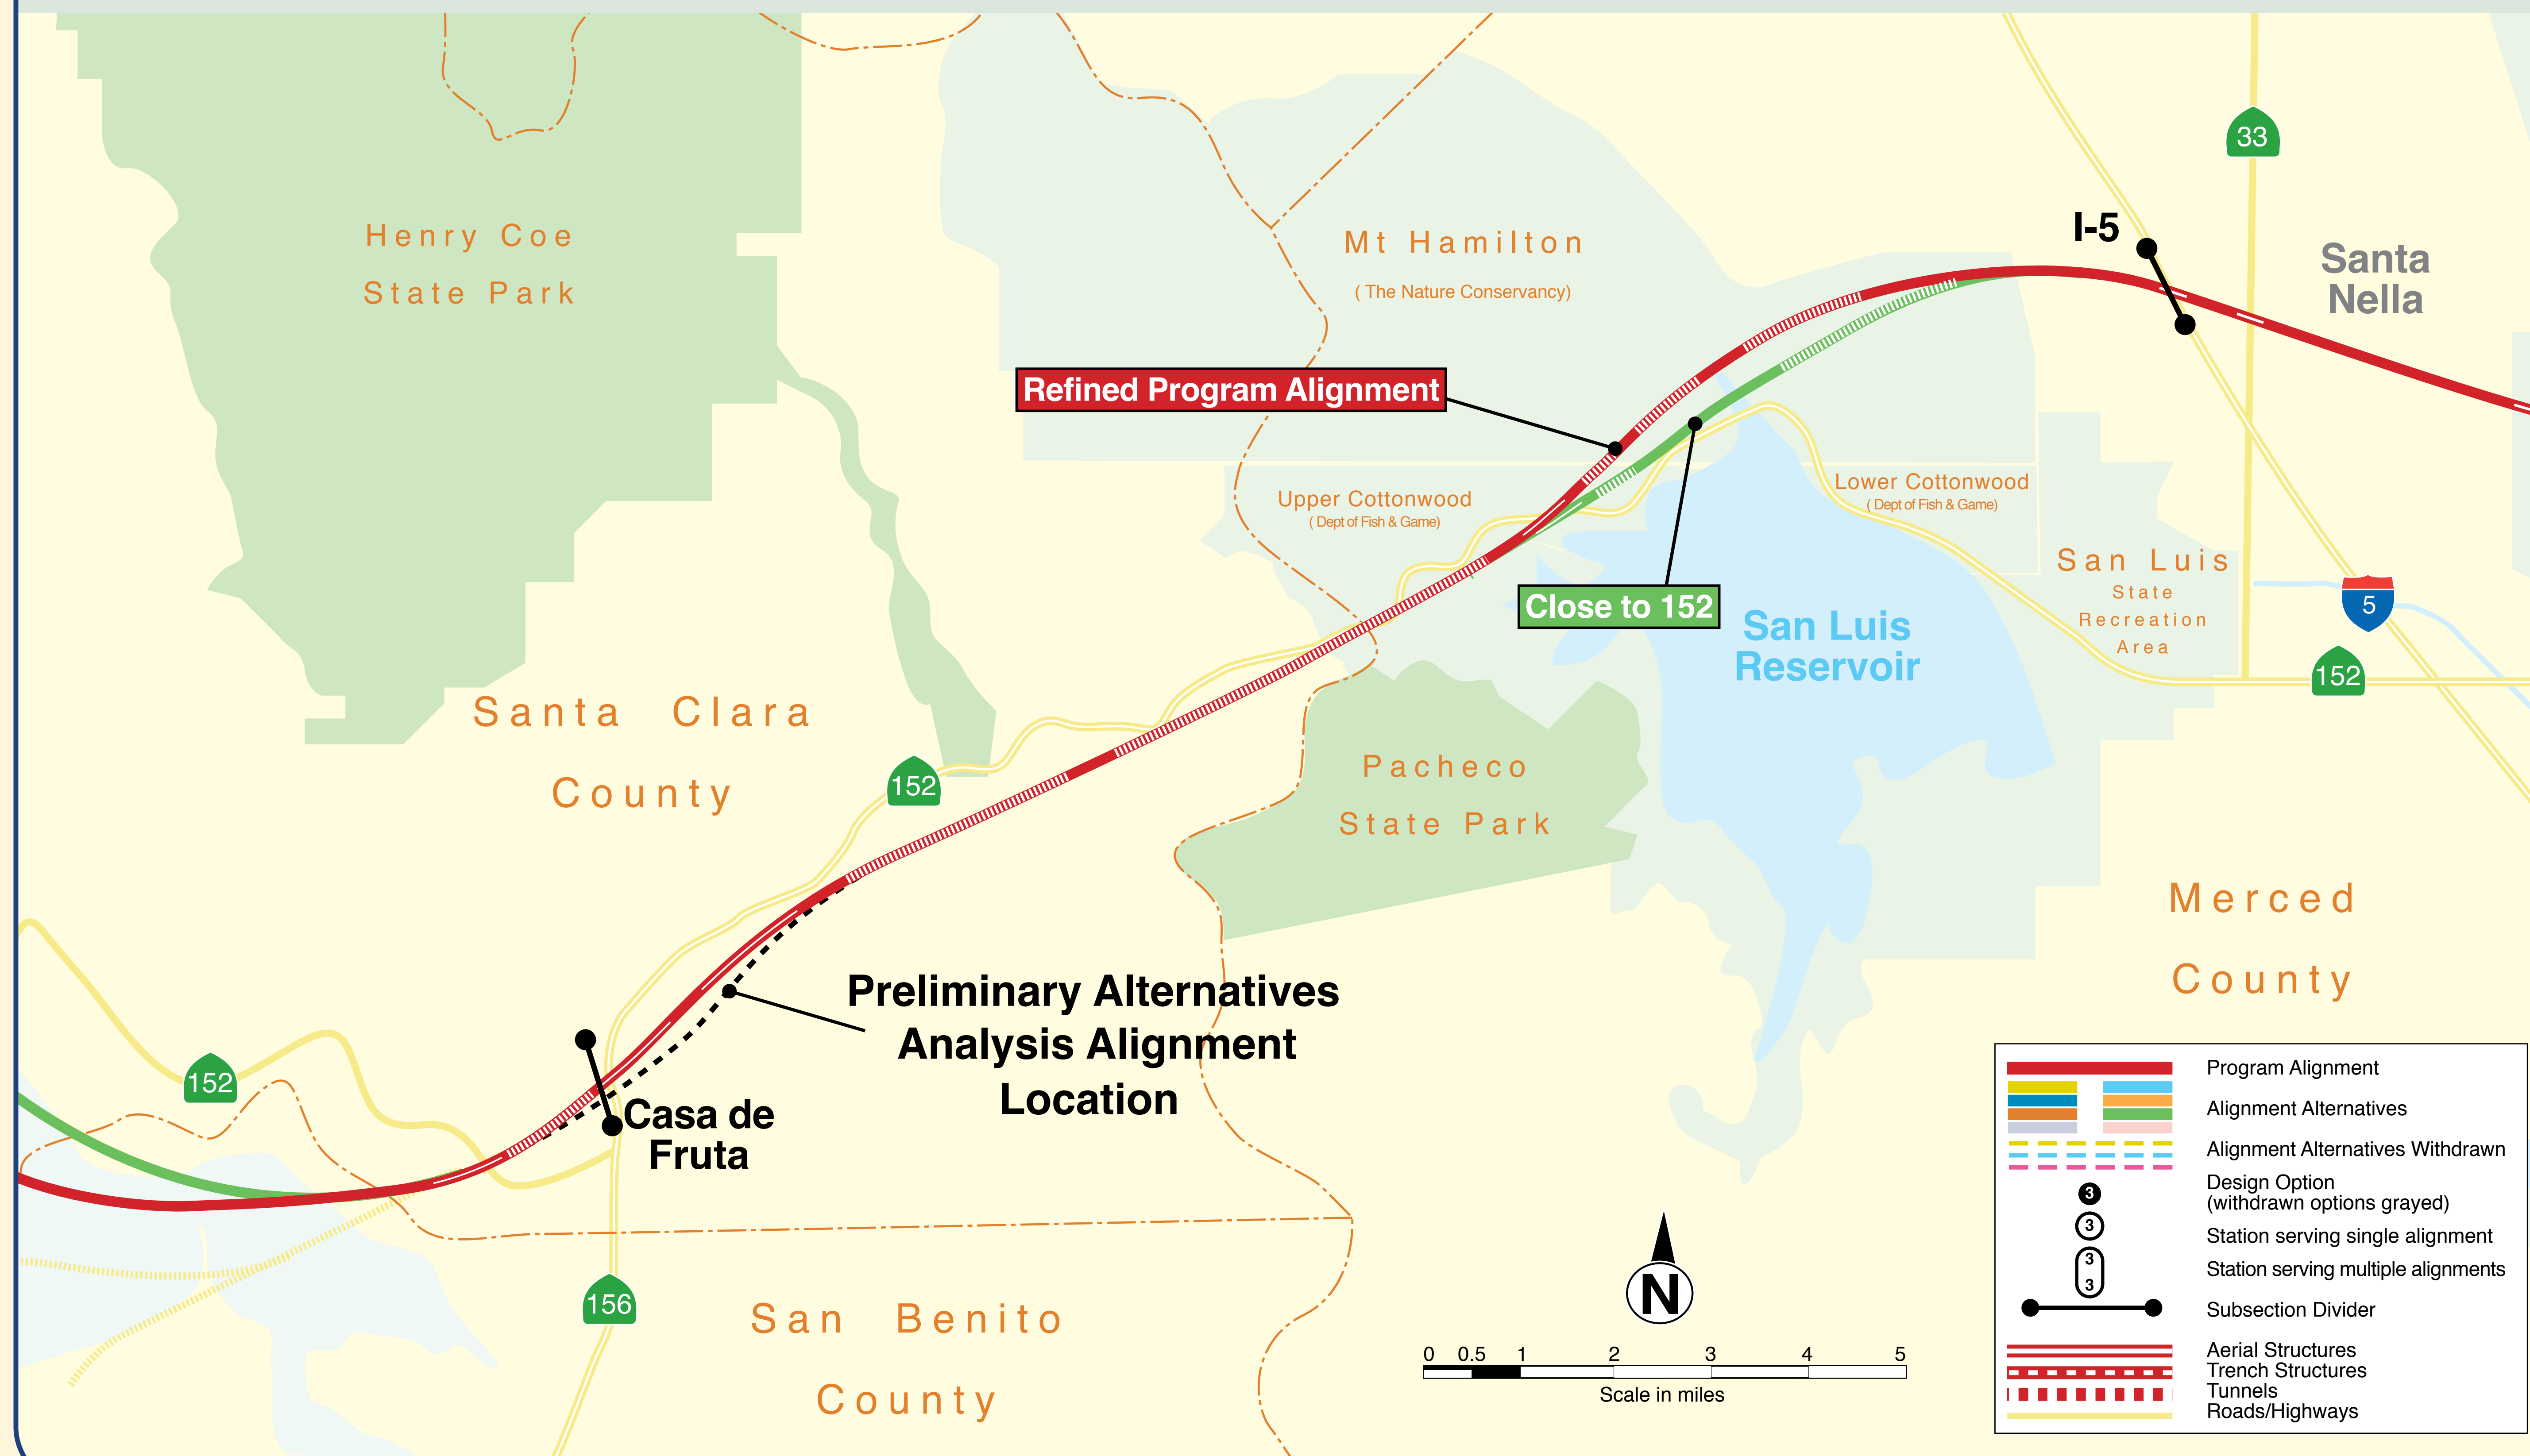 33
Henry Coe
State Park
Mt Hamilton
( The Nature Conservancy)
I-5
Santa
Nella
Refined Program Alignment
Upper Cottonwood
( Dept of Fish & Game)
Lower Cottonwood
( Dept of Fish & Game)
San Luis
State
Recreation
Area
5
Close to 152
San Luis
Reservoir
152
Santa Clara
County
152
Pacheco
State Park
Merced
County
Preliminary Alternatives
Analysis Alignment
Location
152
Casa de
Fruta
156
San Benito
County
N
0 0.5 1 2 3 4 5
Scale in miles
Program Alignment
Alignment Alternatives
Alignment Alternatives Withdrawn
3
Design Option
(withdrawn options grayed)
3
Station serving single alignment
3
3
Station serving multiple alignments
Subsection Divider
Aerial Structures
Trench Structures
Tunnels
Roads/Highways